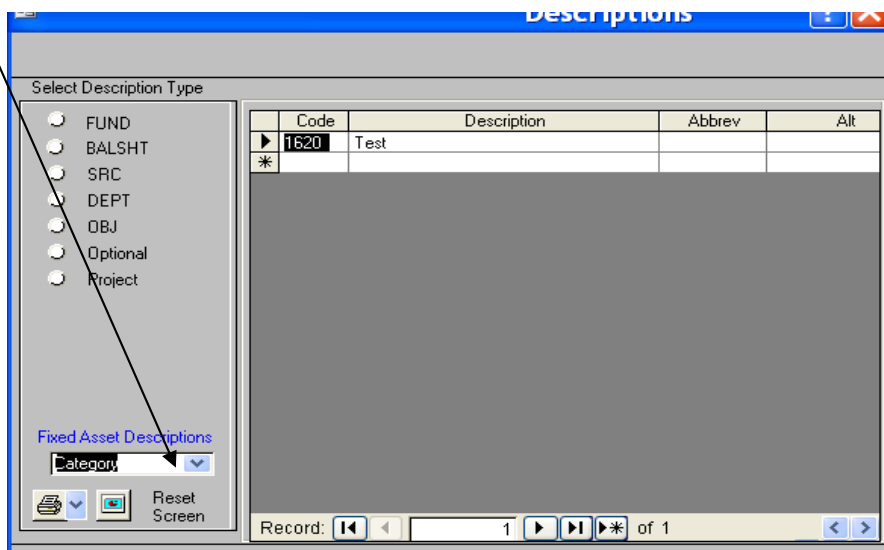 Descriptions
Select Description Type
FUND
BALSHT
SRC
DEPT
OBJ
Optional
Project
Fixed Asset Descriptions
Category
Reset
Screen
Code Description Abbrev Alt
1620 Test
Record: 1 of 1